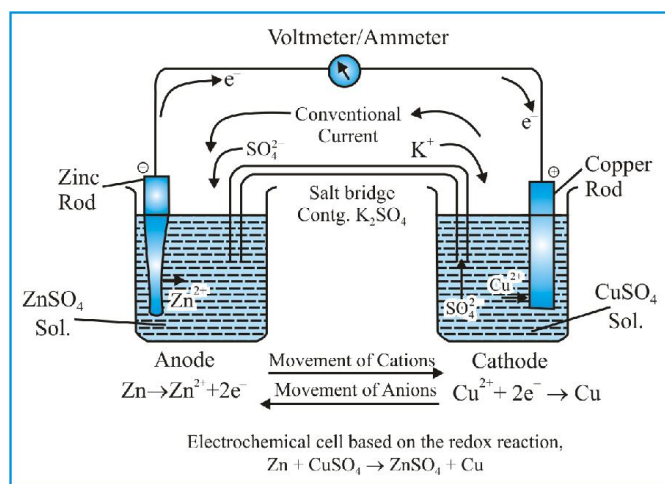 Voltmeter/Ammeter
e⁻
e⁻
Conventional
Current
SO₄²⁻
K⁺
⊖
⊕
Zinc
Rod
Copper
Rod
Salt bridge
Contg. K₂SO₄
Zn²⁺
Cu²⁺
SO₄²⁻
ZnSO₄
Sol.
CuSO₄
Sol.
Anode
Movement of Cations
Cathode
Zn→Zn²⁺+2e⁻
Movement of Anions
Cu²⁺ + 2e⁻ → Cu
Electrochemical cell based on the redox reaction,
Zn + CuSO₄ → ZnSO₄ + Cu